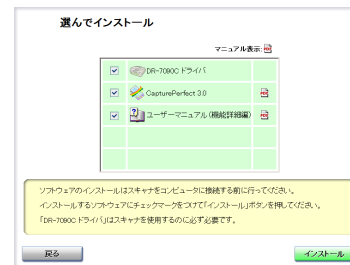 選んでインストール
マニュアル表示:
DR-7090C ドライバ
CapturePerfect 3.0
ユーザーマニュアル (機能詳細編)
ソフトウェアのインストールはスキャナをコンピュータに接続する前に行ってください。
インストールするソフトウェアにチェックマークをつけて「インストール」ボタンを押してください。
「DR-7090C ドライバ」はスキャナを使用するのに必ず必要です。
戻る
インストール